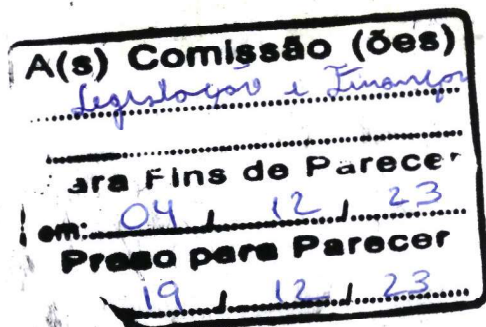 A(s) Comissão (ões)
Legislação e Finanças
ara Fins de Parecer
em: 04 / 12 / 23
Prazo para Parecer
19 / 12 / 23